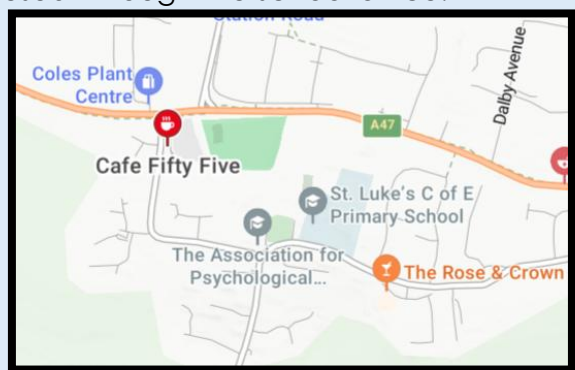 Station Road
Coles Plant
Centre
Dalby Avenue
A47
Cafe Fifty Five
St. Luke's C of E
Primary School
The Association for
Psychological...
The Rose & Crown